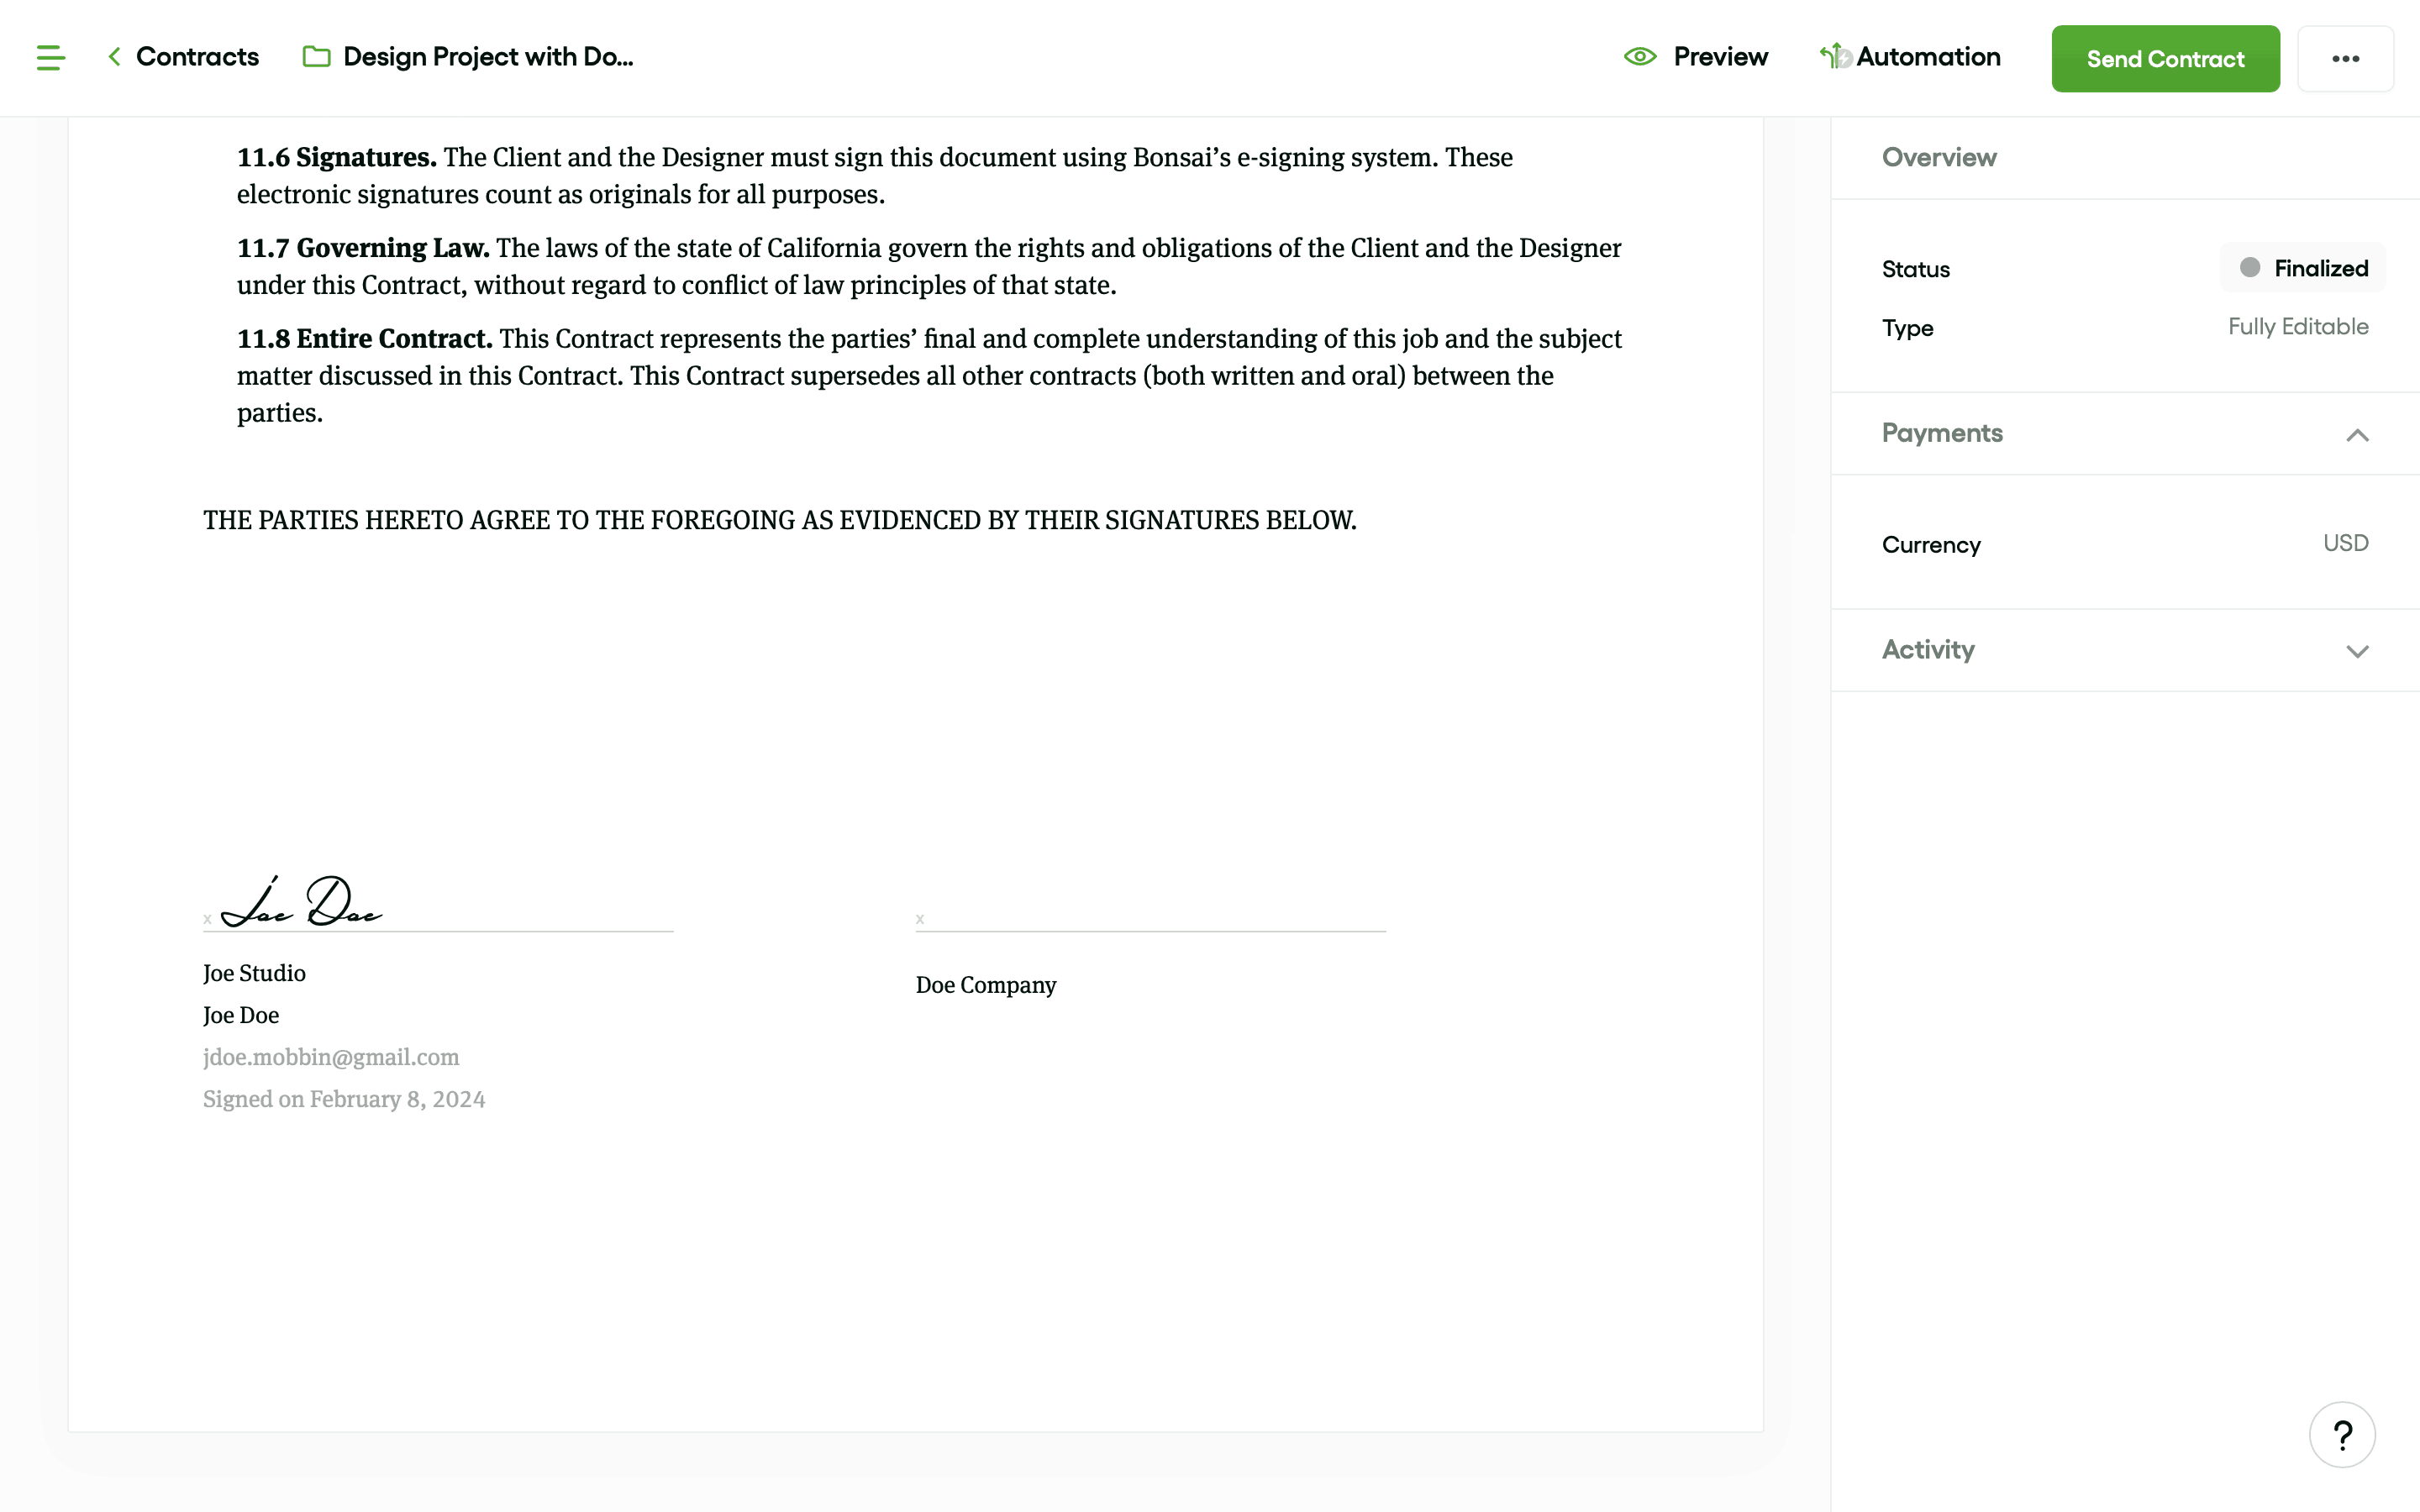 Contracts
Design Project with Do...
Preview
Automation
Send Contract
11.6 Signatures. The Client and the Designer must sign this document using Bonsai’s e-signing system. These
electronic signatures count as originals for all purposes.
11.7 Governing Law. The laws of the state of California govern the rights and obligations of the Client and the Designer
under this Contract, without regard to conflict of law principles of that state.
11.8 Entire Contract. This Contract represents the parties’ final and complete understanding of this job and the subject
matter discussed in this Contract. This Contract supersedes all other contracts (both written and oral) between the
parties.
THE PARTIES HERETO AGREE TO THE FOREGOING AS EVIDENCED BY THEIR SIGNATURES BELOW.
x Joe Doe
Joe Studio
Joe Doe
jdoe.mobbin@gmail.com
Signed on February 8, 2024
x
Doe Company
Overview
Status Finalized
Type Fully Editable
Payments
Currency USD
Activity
?